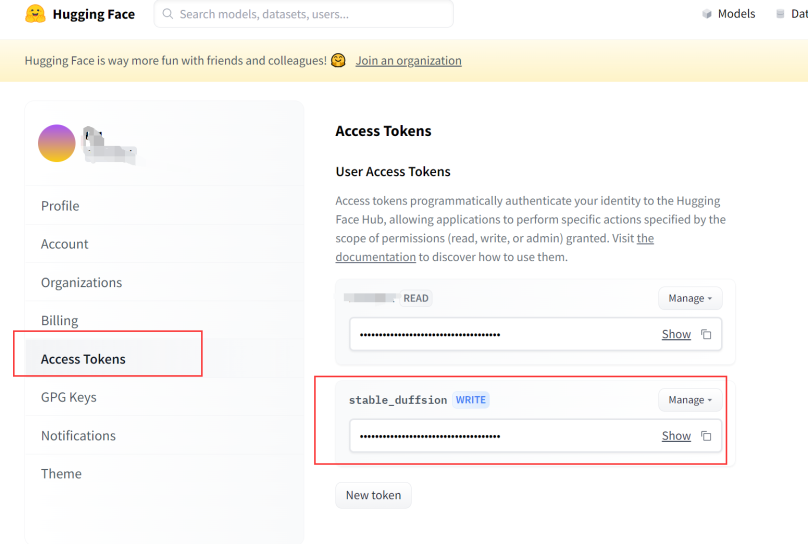 Hugging Face
Search models, datasets, users...
Models
Hugging Face is way more fun with friends and colleagues! 🤗 Join an organization
Profile
Account
Organizations
Billing
Access Tokens
GPG Keys
Notifications
Theme
Access Tokens
User Access Tokens
Access tokens programmatically authenticate your identity to the Hugging
Face Hub, allowing applications to perform specific actions specified by the
scope of permissions (read, write, or admin) granted. Visit the
documentation to discover how to use them.
READ
Manage
Show
stable_duffsion WRITE
Manage
Show
New token